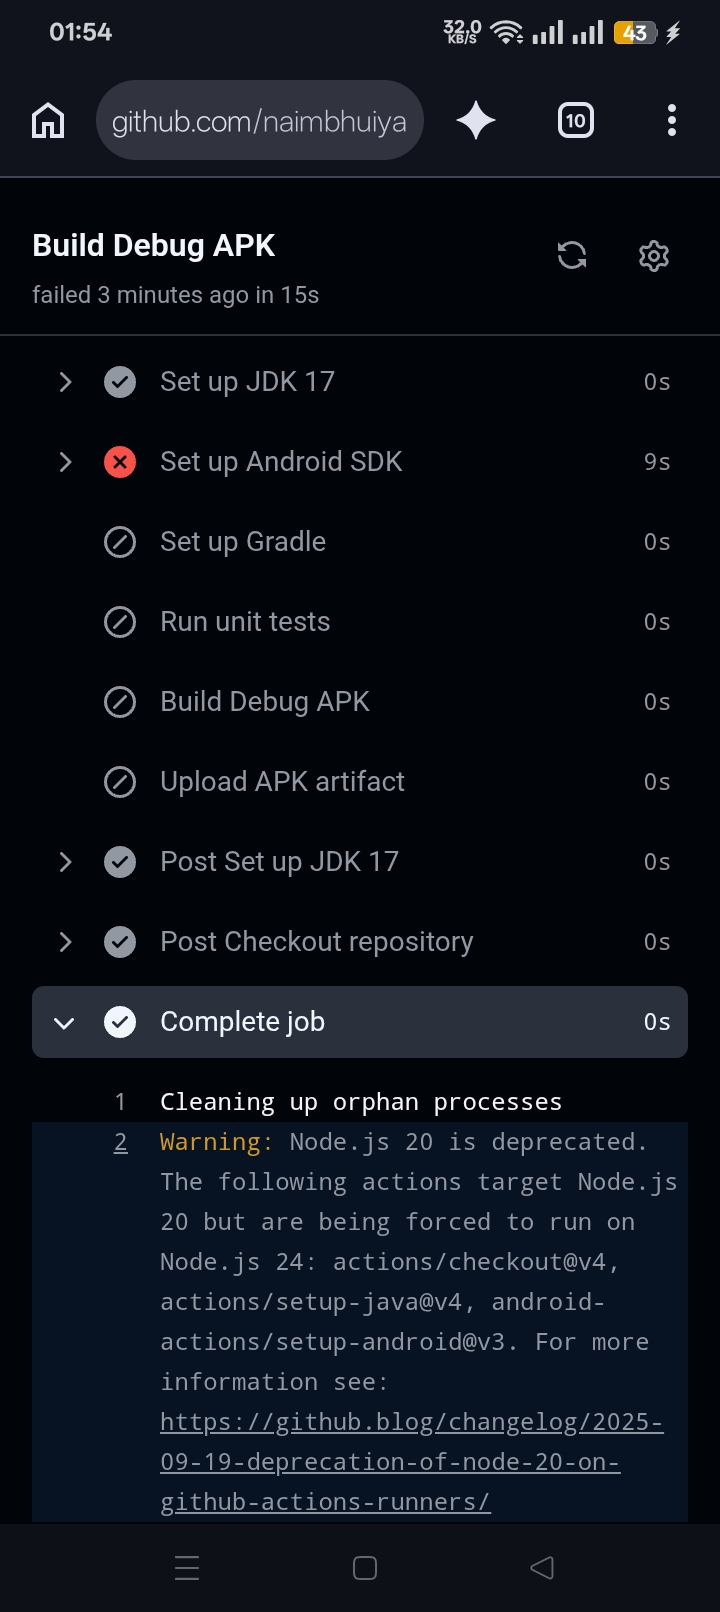 01:54
32.0
KB/S
43
github.com/naimbhuiya
10
Build Debug APK
failed 3 minutes ago in 15s
Set up JDK 17 0s
Set up Android SDK 9s
Set up Gradle 0s
Run unit tests 0s
Build Debug APK 0s
Upload APK artifact 0s
Post Set up JDK 17 0s
Post Checkout repository 0s
Complete job 0s
1 Cleaning up orphan processes
2 Warning: Node.js 20 is deprecated.
The following actions target Node.js
20 but are being forced to run on
Node.js 24: actions/checkout@v4,
actions/setup-java@v4, android-
actions/setup-android@v3. For more
information see:
https://github.blog/changelog/2025-
09-19-deprecation-of-node-20-on-
github-actions-runners/